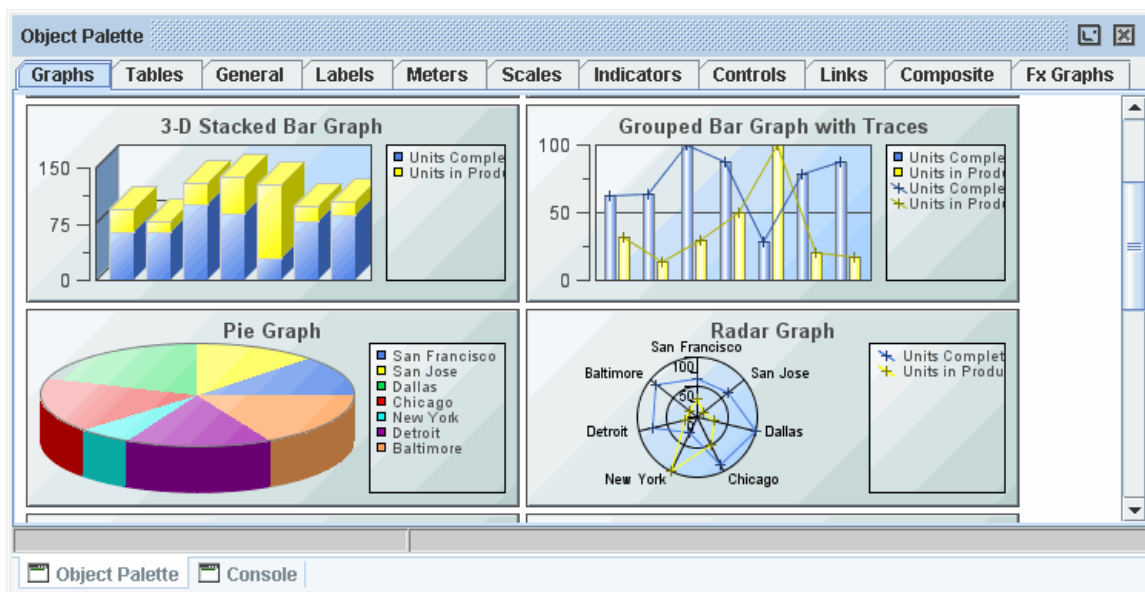 Object Palette
Graphs Tables General Labels Meters Scales Indicators Controls Links Composite Fx Graphs
3-D Stacked Bar Graph
150
75
0
Units Comple
Units in Produ
Grouped Bar Graph with Traces
100
50
0
Units Comple
Units in Produ
Units Comple
Units in Produ
Pie Graph
San Francisco
San Jose
Dallas
Chicago
New York
Detroit
Baltimore
Radar Graph
San Francisco
Baltimore
San Jose
Detroit
Dallas
New York
Chicago
100
50
0
Units Complet
Units in Produ
Object Palette
Console